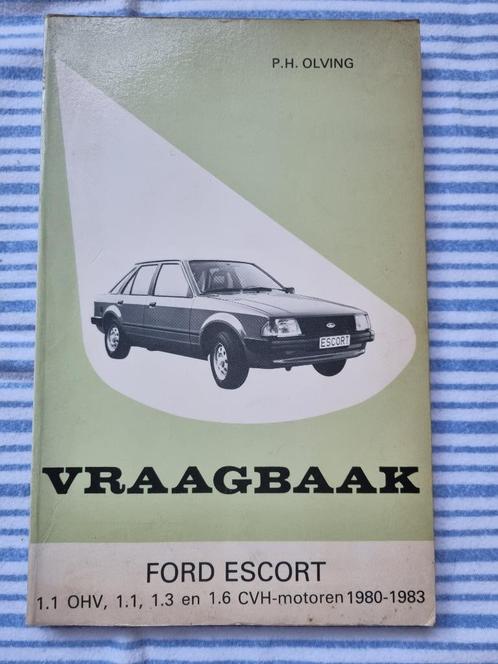 P.H. OLVING
ESCORT
VRAAGBAAK
FORD ESCORT
1.1 OHV, 1.1, 1.3 en 1.6 CVH-motoren 1980-1983